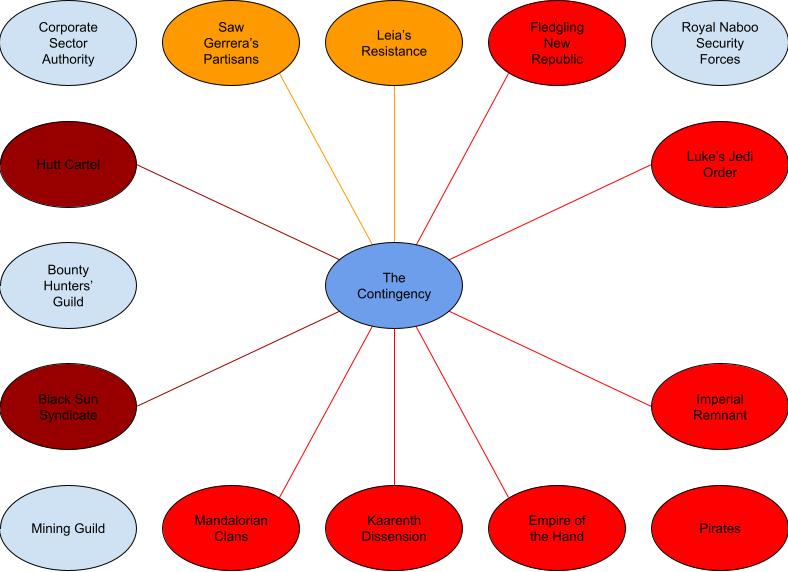 Corporate
Sector
Authority
Saw
Gerrera's
Partisans
Leia's
Resistance
Fledgling
New
Republic
Royal Naboo
Security
Forces
Hutt Cartel
Luke's Jedi
Order
Bounty
Hunters'
Guild
The
Contingency
Black Sun
Syndicate
Imperial
Remnant
Mining Guild
Mandalorian
Clans
Kaarenth
Dissension
Empire of
the Hand
Pirates